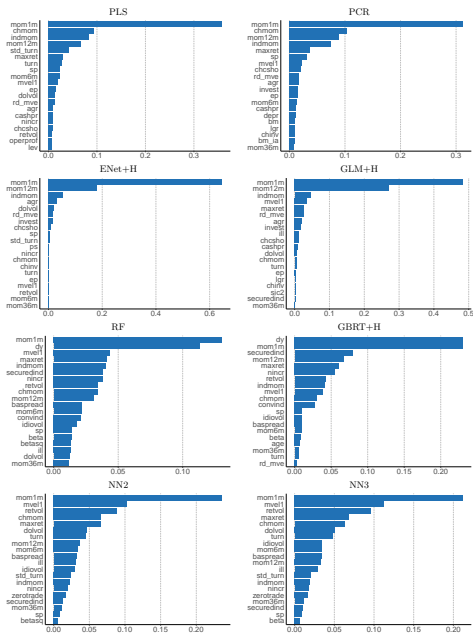 PLS
mom1m
chmom
indmom
mom12m
std_turn
maxret
turn
sp
mom6m
mvel1
ep
dolvol
rd_mve
agr
cashpr
nincr
chcsho
retvol
operprof
lev
0.0 0.1 0.2 0.3
PCR
mom1m
chmom
mom12m
indmom
maxret
sp
mvel1
chcsho
rd_mve
agr
invest
ep
mom6m
cashpr
depr
bm
lgr
chinv
bm_ia
mom36m
0.0 0.1 0.2 0.3
ENet+H
mom1m
mom12m
indmom
agr
dolvol
rd_mve
invest
chcsho
sp
std_turn
ps
nincr
chmom
chinv
turn
ep
mvel1
retvol
mom6m
mom36m
0.0 0.2 0.4 0.6
GLM+H
mom1m
mom12m
indmom
mvel1
maxret
rd_mve
agr
invest
ill
chcsho
cashpr
dolvol
chmom
turn
ep
lgr
chinv
sic2
securedind
mom36m
0.0 0.1 0.2 0.3 0.4 0.5
RF
mom1m
dy
mvel1
maxret
indmom
securedind
nincr
retvol
chmom
mom12m
baspread
mom6m
convind
idiovol
sp
beta
betasq
ill
dolvol
mom36m
0.00 0.05 0.10
GBRT+H
dy
mom1m
securedind
mom12m
maxret
nincr
retvol
indmom
mvel1
chmom
convind
sp
idiovol
baspread
mom6m
beta
age
mom36m
turn
rd_mve
0.00 0.05 0.10 0.15 0.20
NN2
mom1m
mvel1
retvol
chmom
maxret
dolvol
turn
mom12m
mom6m
baspread
ill
idiovol
std_turn
indmom
nincr
zerotrade
securedind
mom36m
sp
betasq
0.00 0.05 0.10 0.15 0.20
NN3
mom1m
mvel1
retvol
maxret
chmom
dolvol
turn
idiovol
mom6m
baspread
mom12m
ill
std_turn
indmom
nincr
zerotrade
mom36m
securedind
sp
beta
0.00 0.05 0.10 0.15 0.20